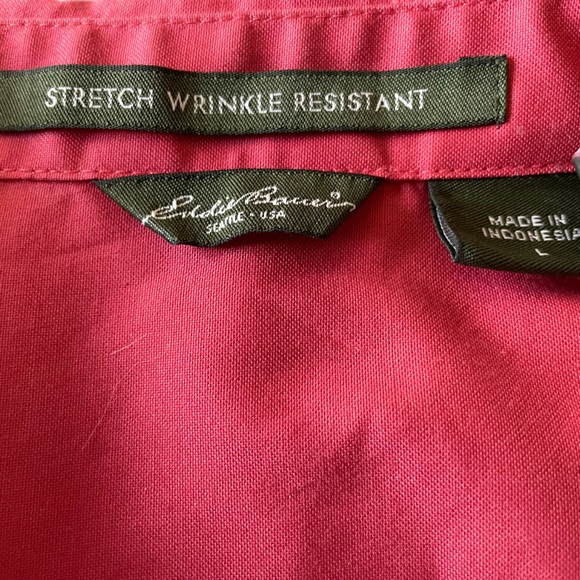 STRETCH WRINKLE RESISTANT
Eddie Bauer
SEATTLE • USA
MADE IN
INDONESIA
L